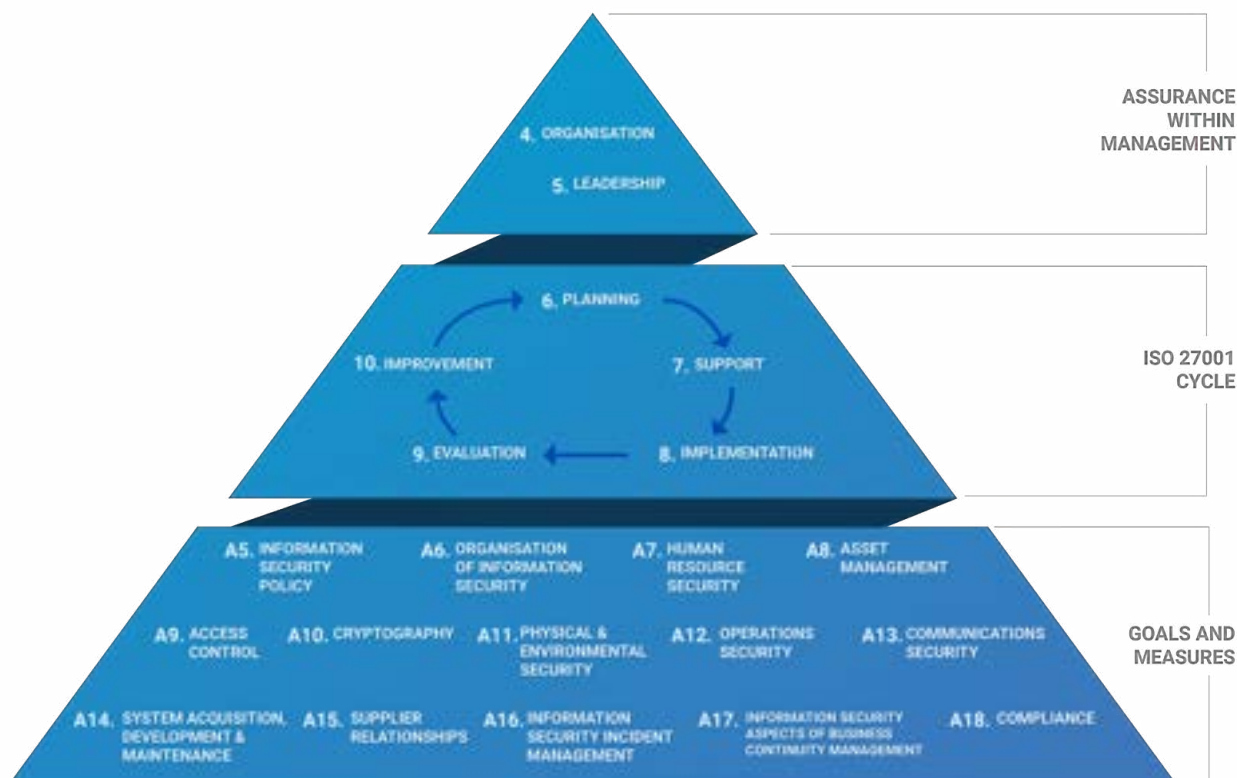 4. ORGANISATION
5. LEADERSHIP
ASSURANCE
WITHIN
MANAGEMENT
6. PLANNING
10. IMPROVEMENT
7. SUPPORT
9. EVALUATION
8. IMPLEMENTATION
ISO 27001
CYCLE
A5. INFORMATION
SECURITY
POLICY
A6. ORGANISATION
OF INFORMATION
SECURITY
A7. HUMAN
RESOURCE
SECURITY
A8. ASSET
MANAGEMENT
A9. ACCESS
CONTROL
A10. CRYPTOGRAPHY
A11. PHYSICAL &
ENVIRONMENTAL
SECURITY
A12. OPERATIONS
SECURITY
A13. COMMUNICATIONS
SECURITY
A14. SYSTEM ACQUISITION,
DEVELOPMENT &
MAINTENANCE
A15. SUPPLIER
RELATIONSHIPS
A16. INFORMATION
SECURITY INCIDENT
MANAGEMENT
A17. INFORMATION SECURITY
ASPECTS OF BUSINESS
CONTINUITY MANAGEMENT
A18. COMPLIANCE
GOALS AND
MEASURES